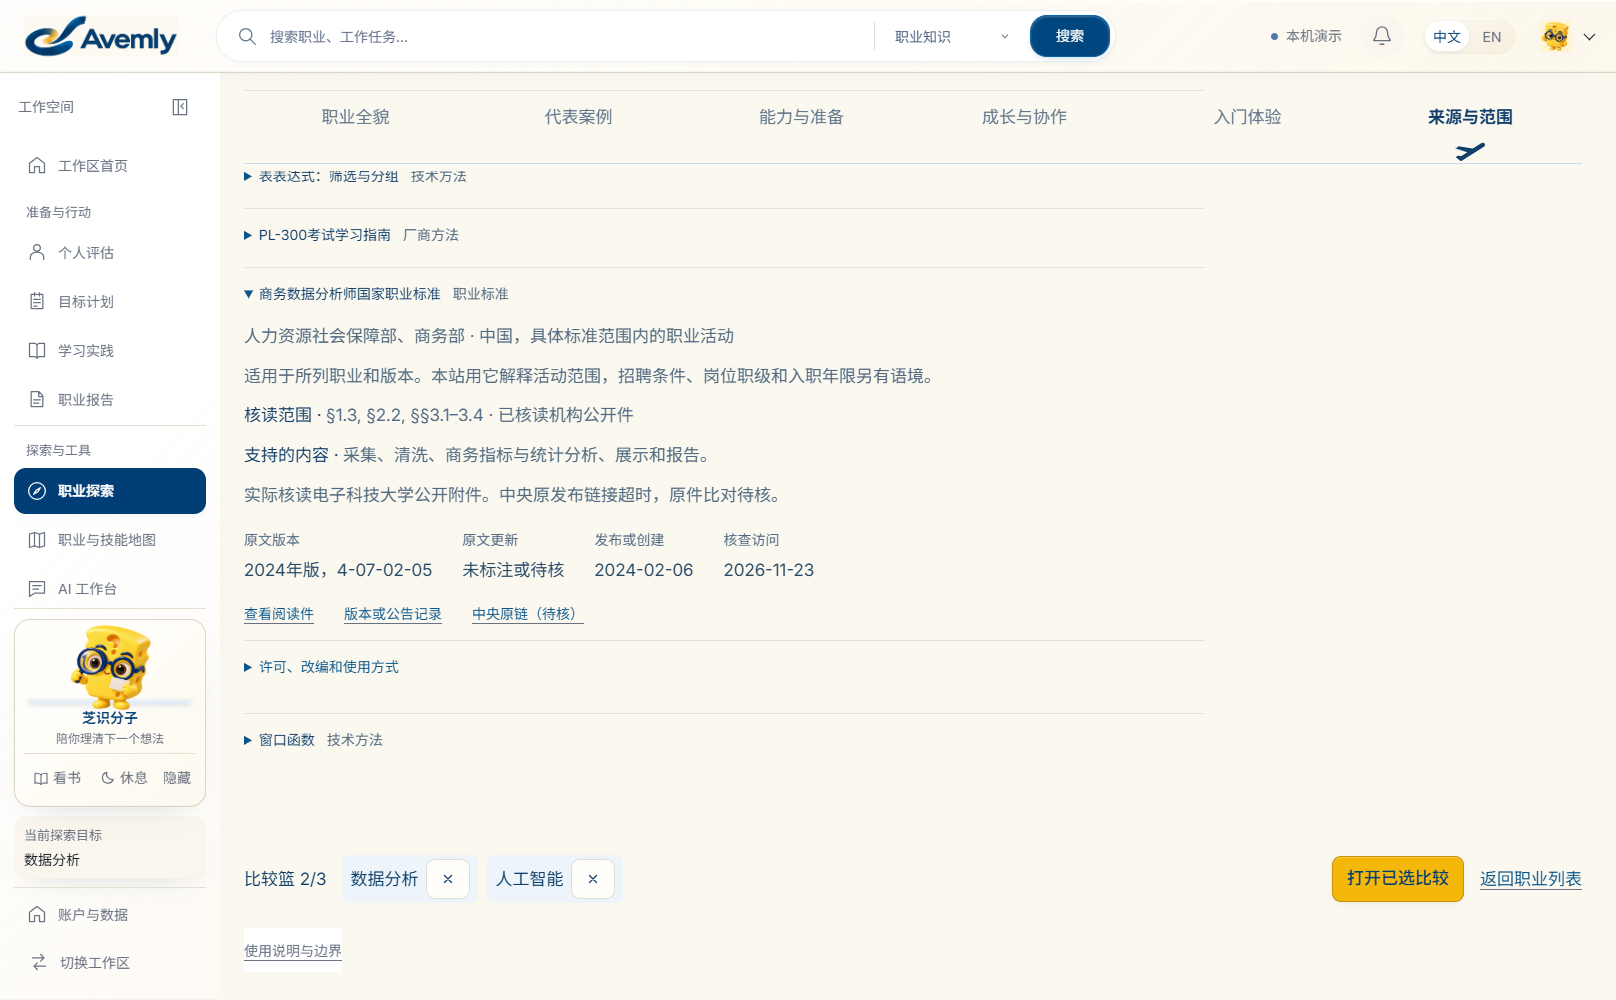 Avemly
搜索职业、工作任务...
职业知识
搜索
本机演示
中文
EN
工作空间
工作区首页
准备与行动
个人评估
目标计划
学习实践
职业报告
探索与工具
职业探索
职业与技能地图
AI 工作台
芝识分子
陪你理清下一个想法
看书
休息
隐藏
当前探索目标
数据分析
账户与数据
切换工作区
职业全貌
代表案例
能力与准备
成长与协作
入门体验
来源与范围
表表达式：筛选与分组 技术方法
PL-300考试学习指南 厂商方法
商务数据分析师国家职业标准 职业标准
人力资源社会保障部、商务部 · 中国，具体标准范围内的职业活动
适用于所列职业和版本。本站用它解释活动范围，招聘条件、岗位职级和入职年限另有语境。
核读范围 · §1.3, §2.2, §§3.1–3.4 · 已核读机构公开件
支持的内容 · 采集、清洗、商务指标与统计分析、展示和报告。
实际核读电子科技大学公开附件。中央原发布链接超时，原件比对待核。
原文版本 原文更新 发布或创建 核查访问
2024年版，4-07-02-05 未标注或待核 2024-02-06 2026-11-23
查看阅读件 版本或公告记录 中央原链（待核）
许可、改编和使用方式
窗口函数 技术方法
比较篮 2/3 数据分析 × 人工智能 ×
打开已选比较 返回职业列表
使用说明与边界